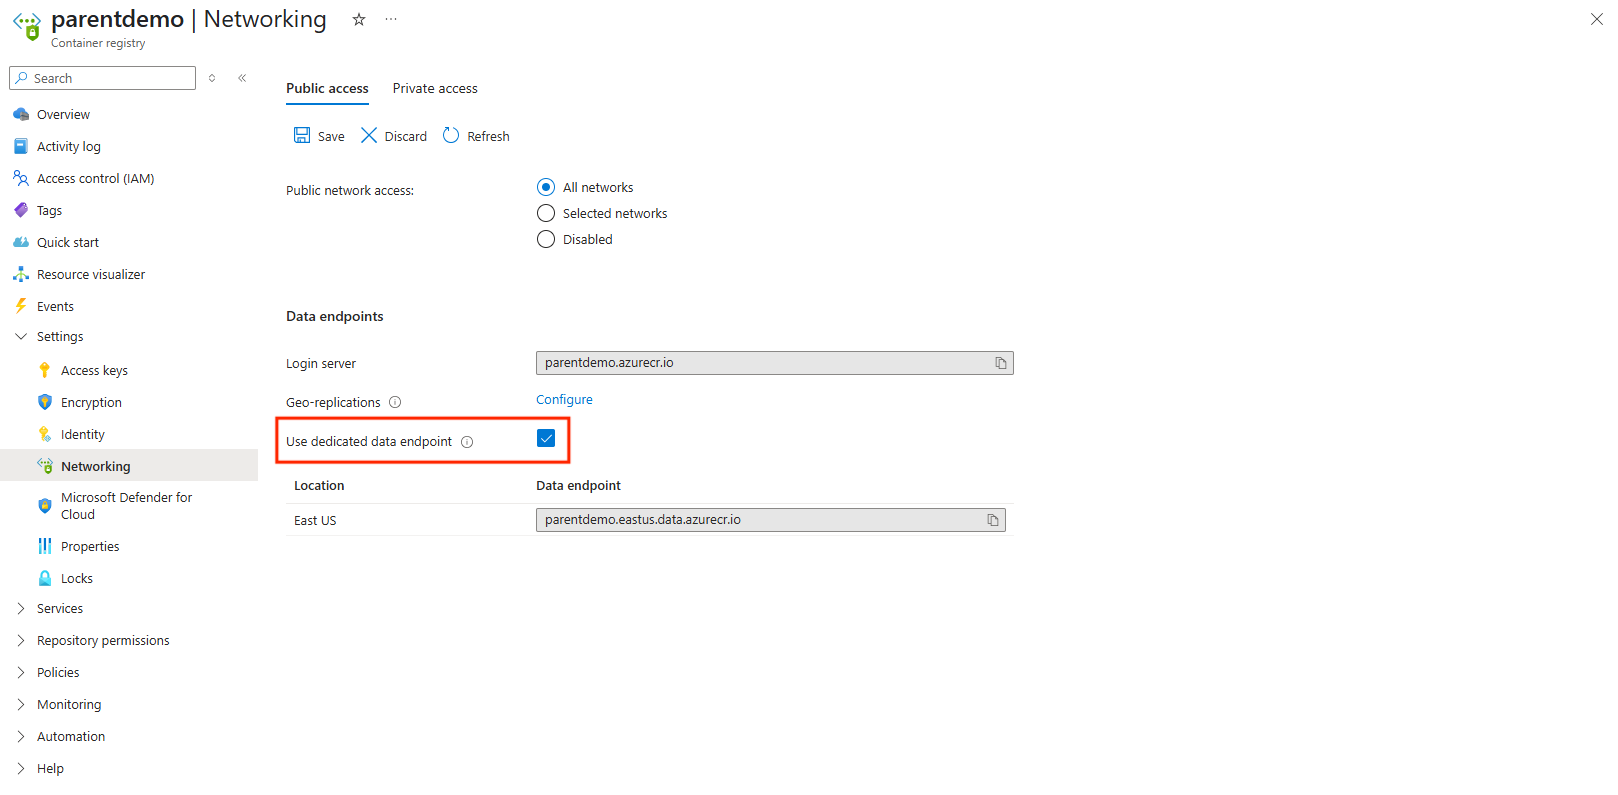 parentdemo | Networking
Container registry
Search
Overview
Activity log
Access control (IAM)
Tags
Quick start
Resource visualizer
Events
Settings
Access keys
Encryption
Identity
Networking
Microsoft Defender for
Cloud
Properties
Locks
Services
Repository permissions
Policies
Monitoring
Automation
Help
Public access Private access
Save Discard Refresh
Public network access:
All networks
Selected networks
Disabled
Data endpoints
Login server parentdemo.azurecr.io
Geo-replications Configure
Use dedicated data endpoint
Location Data endpoint
East US parentdemo.eastus.data.azurecr.io